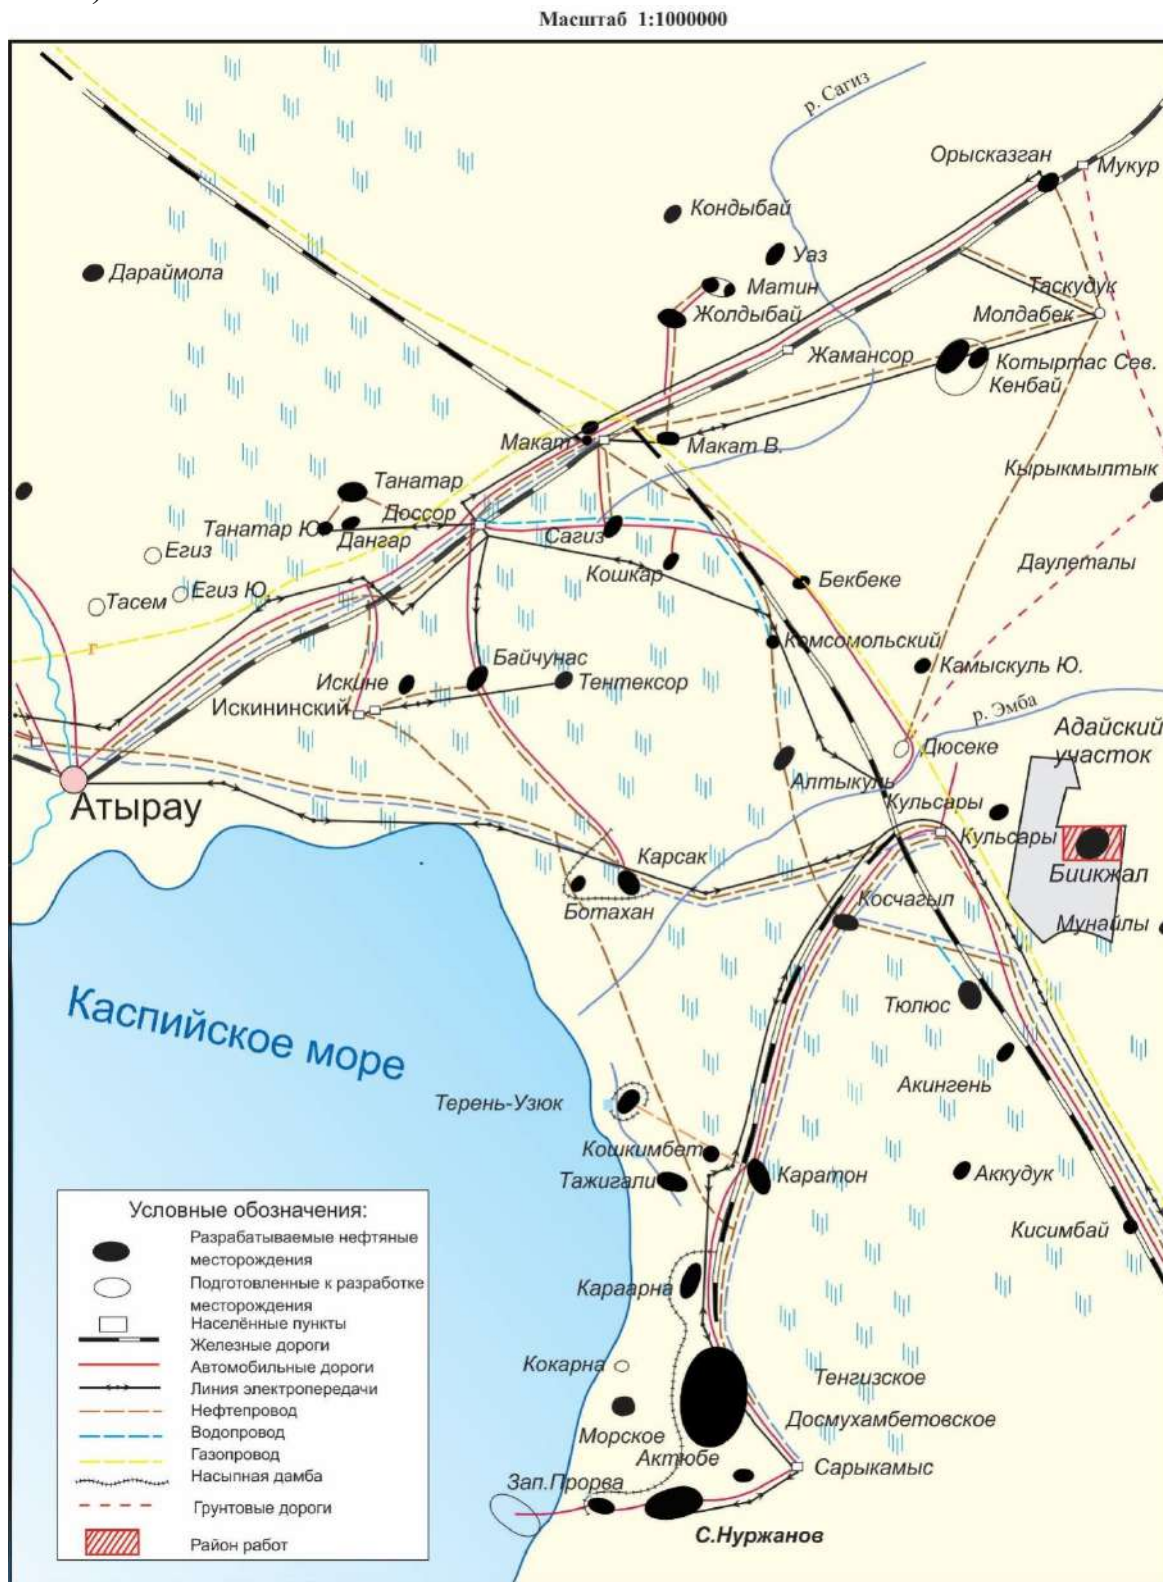 Масштаб 1:1000000
р. Сагиз
Орысказган
Мукур
Кондыбай
Уаз
Дараймола
Матин
Жолдыбай
Таскудук
Молдабек
Жамансор
Котыртас Сев.
Кенбай
Макат
Макат В.
Кырыкмылтык
Танатар
Доссор
Танатар Ю.
Дангар
Сагиз
Егиз
Кошкар
Бекбеке
Даулеталы
Егиз Ю.
Тасем
Комсомольский
г
Байчунас
Камыскуль Ю.
Искине
Тентексор
Искининский
р. Эмба
Адайский
участок
Дюсеке
Алтыкуль
Атырау
Кульсары
Кульсары
Карсак
Биикжал
Ботахан
Косчагыл
Мунайлы
Каспийское море
Тюлюс
Акингень
Терень-Узюк
Кошкимбет
Тажигали
Каратон
Аккудук
Кисимбай
Караарна
Кокарна
Тенгизское
Морское
Досмухамбетовское
Актюбе
Сарыкамыс
Зап.Прорва
С.Нуржанов
Условные обозначения:
Разрабатываемые нефтяные
месторождения
Подготовленные к разработке
месторождения
Населённые пункты
Железные дороги
Автомобильные дороги
Линия электропередачи
Нефтепровод
Водопровод
Газопровод
Насыпная дамба
Грунтовые дороги
Район работ